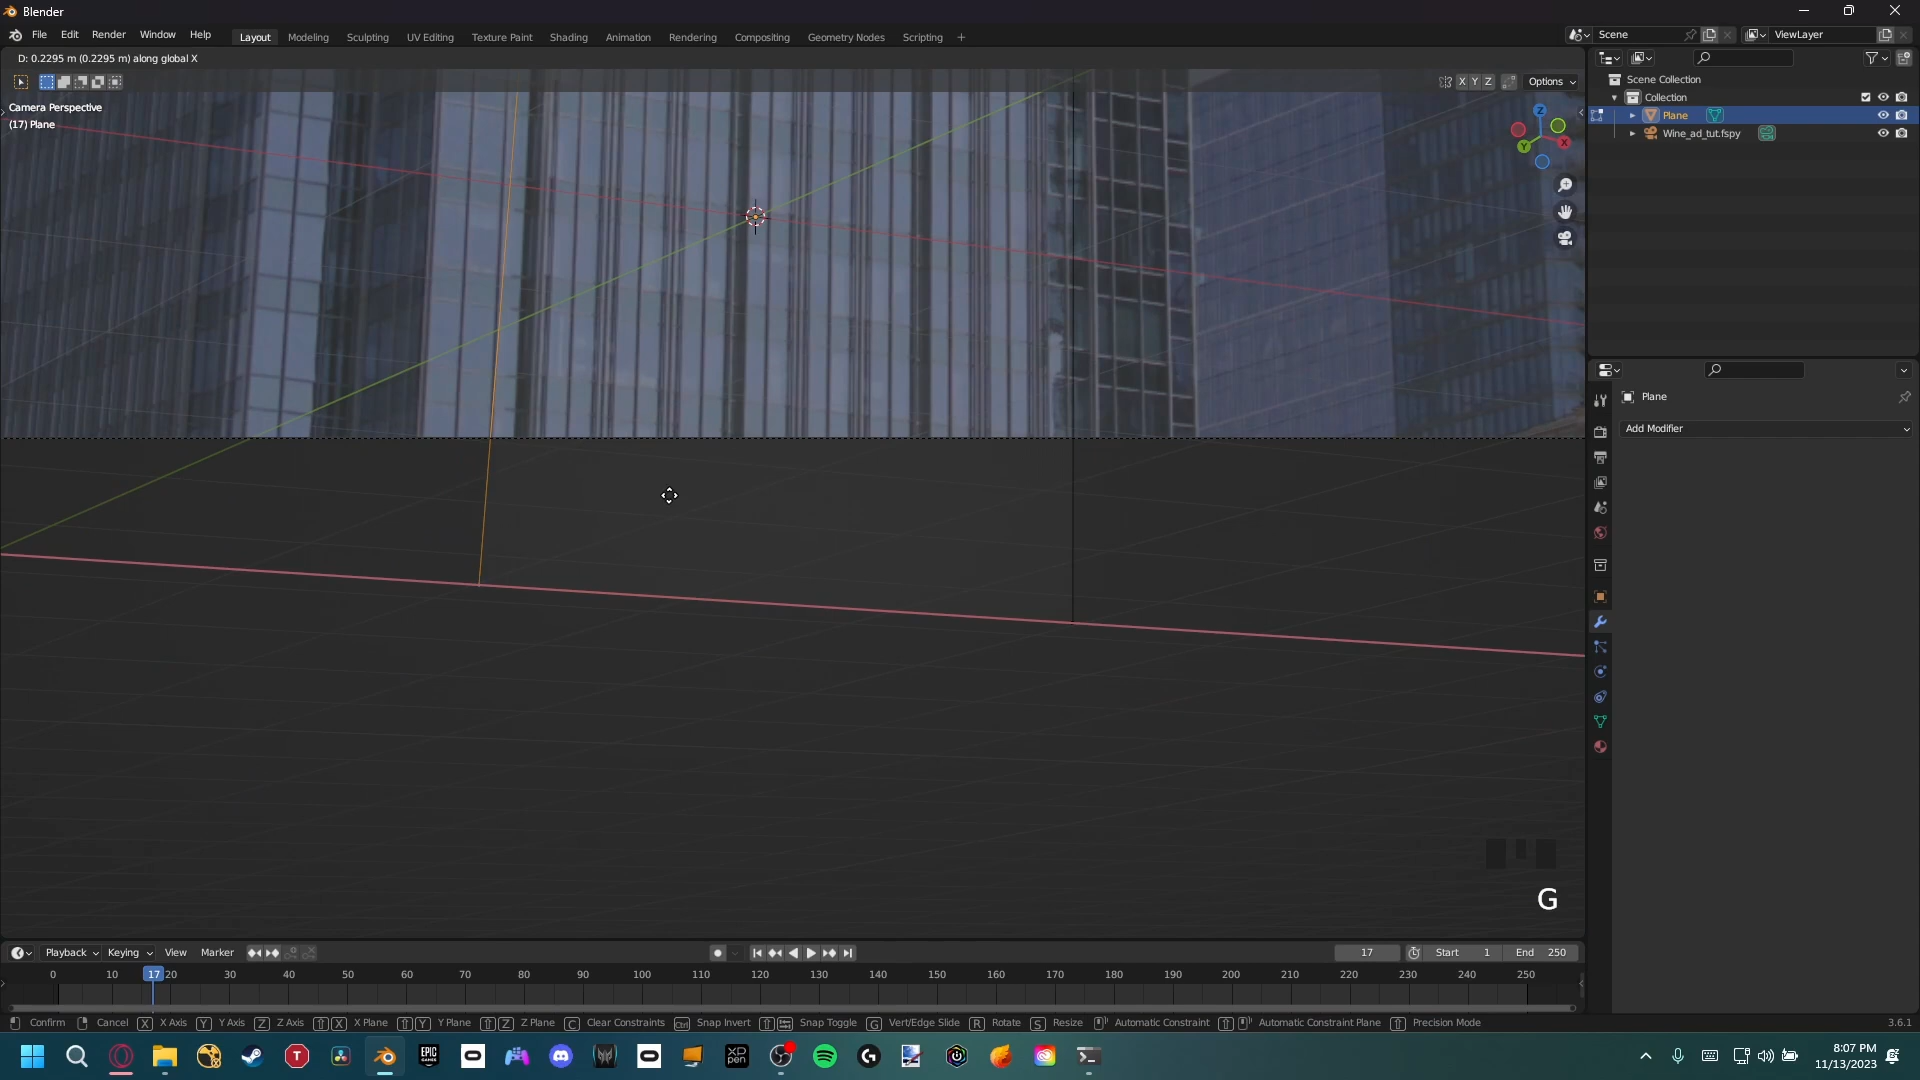 Blender
File Edit Render Window Help
Layout Modeling Sculpting UV Editing Texture Paint Shading Animation Rendering Compositing Geometry Nodes Scripting +
Scene
ViewLayer
D: 0.2295 m (0.2295 m) along global X
X Y Z Options
Camera Perspective
(17) Plane
Z
X
Y
Scene Collection
Collection
Plane
Wine_ad_tut.fspy
Plane
Add Modifier
G
Playback Keying View Marker
17 Start 1 End 250
0 10 17 20 30 40 50 60 70 80 90 100 110 120 130 140 150 160 170 180 190 200 210 220 230 240 250
Confirm Cancel X X Axis Y Y Axis Z Z Axis X X Plane Y Y Plane Z Z Plane C Clear Constraints Ctrl Snap Invert Snap Toggle G Vert/Edge Slide R Rotate S Resize Automatic Constraint Automatic Constraint Plane Precision Mode
3.6.1
T
EPIC GAMES
XP PEN
8:07 PM
11/13/2023